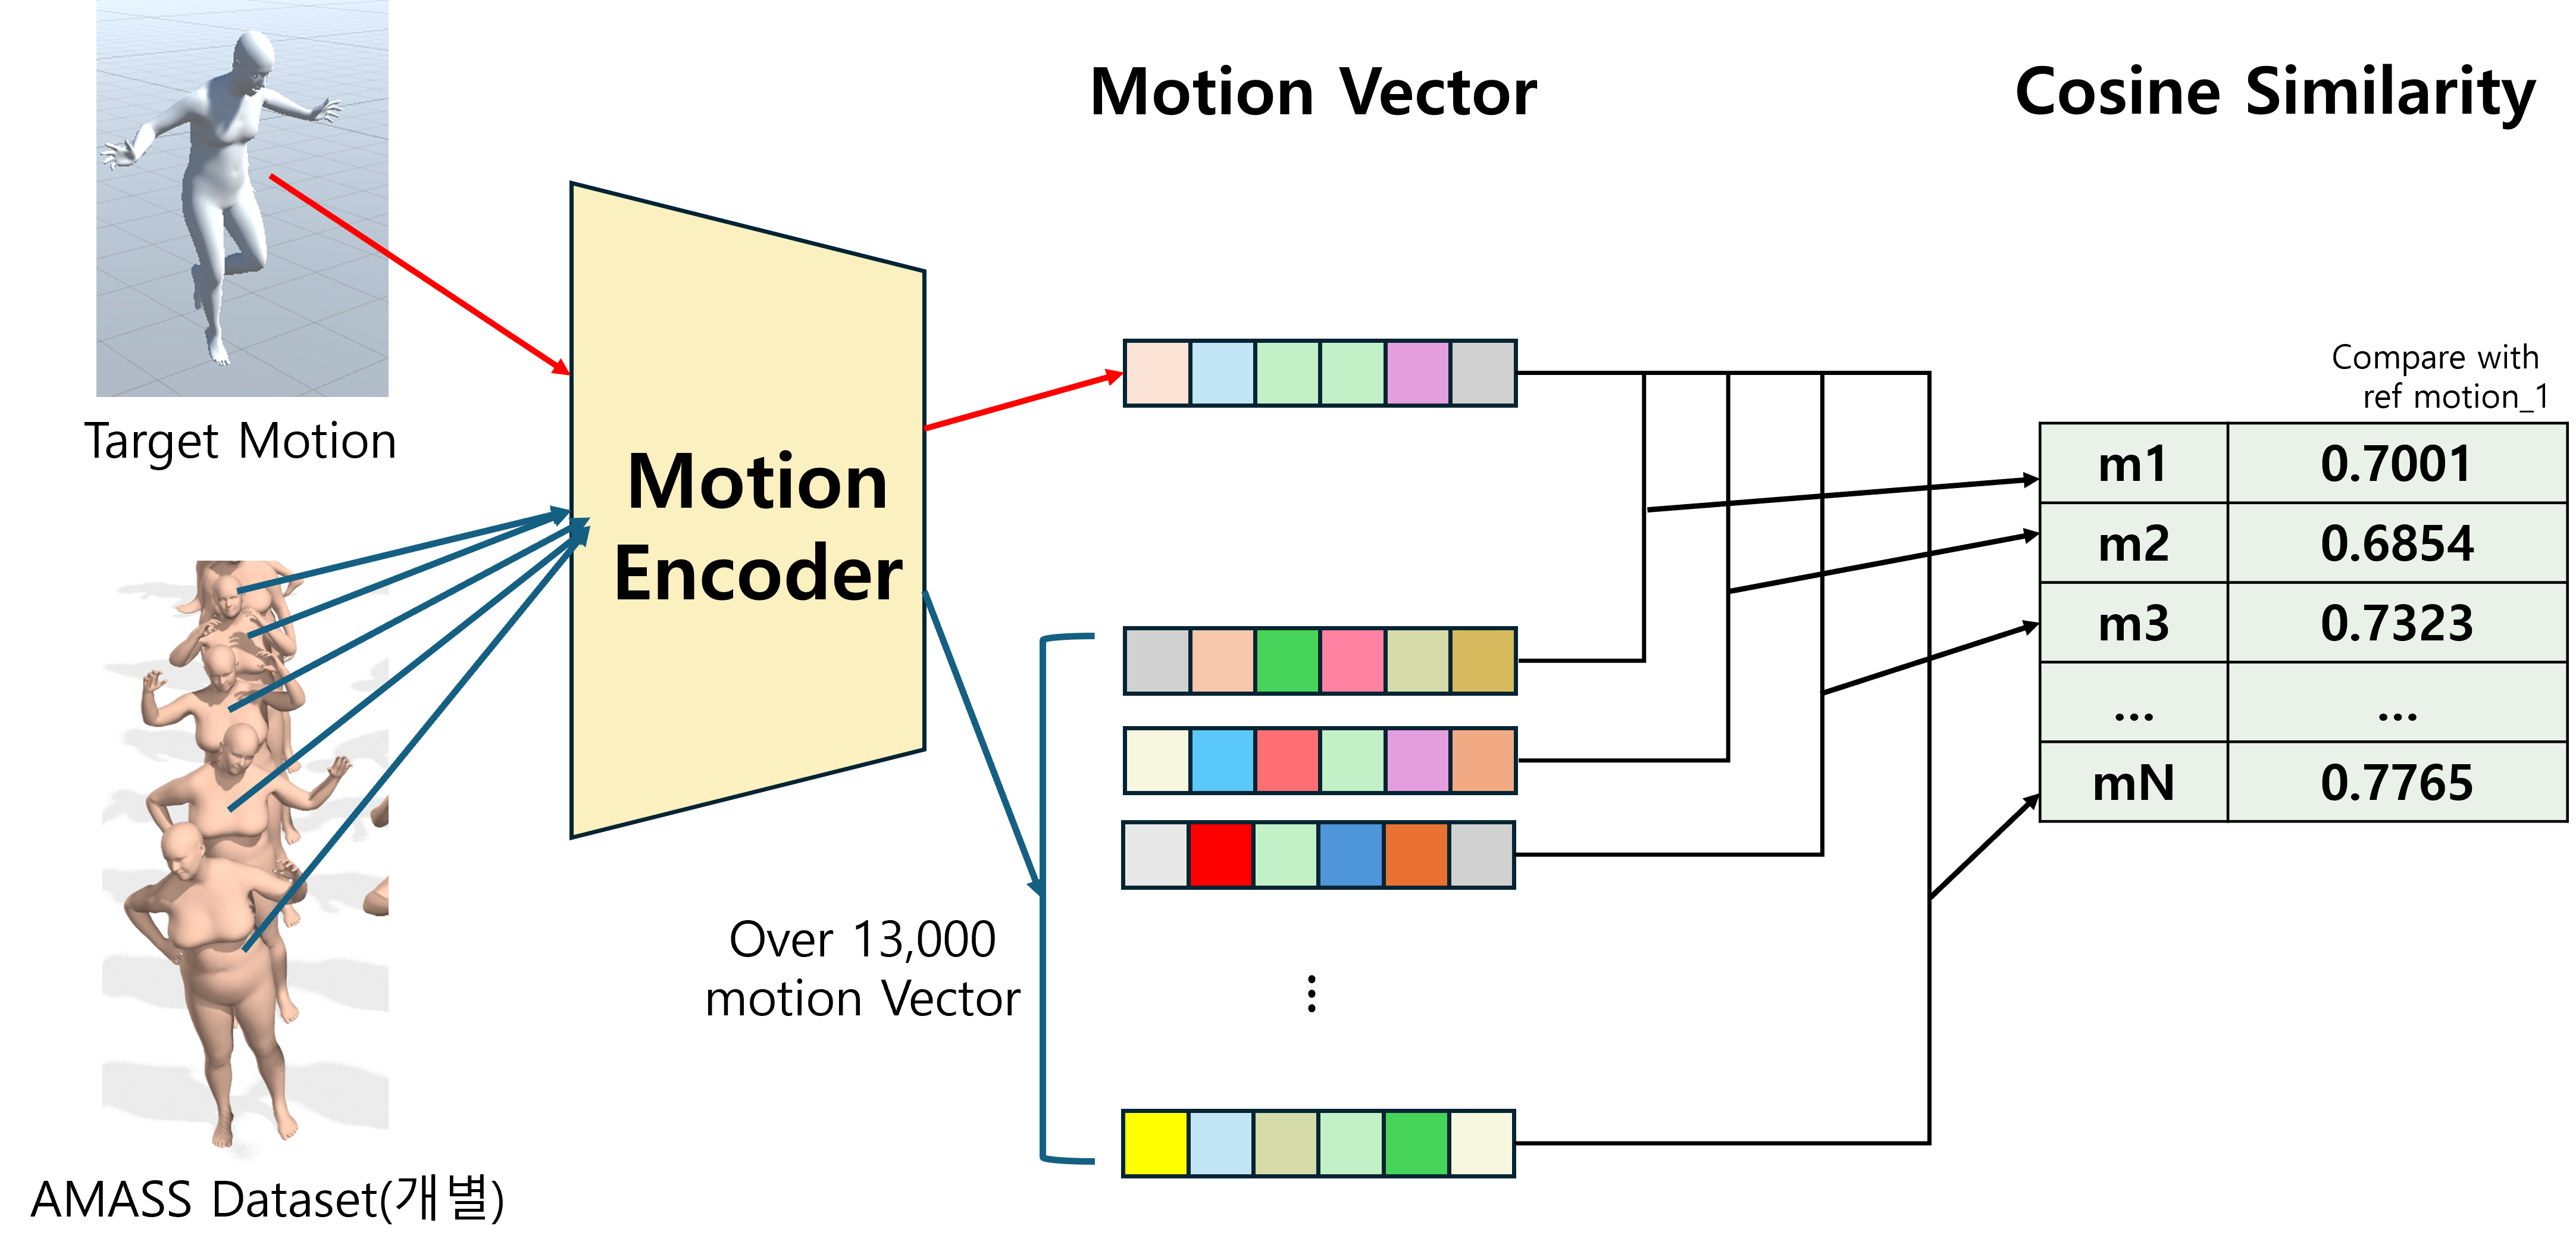 Motion Vector
Cosine Similarity
Target Motion
Motion
Encoder
Compare with
ref motion_1
m1 0.7001
m2 0.6854
m3 0.7323
... ...
mN 0.7765
Over 13,000
motion Vector
⋮
AMASS Dataset(개별)